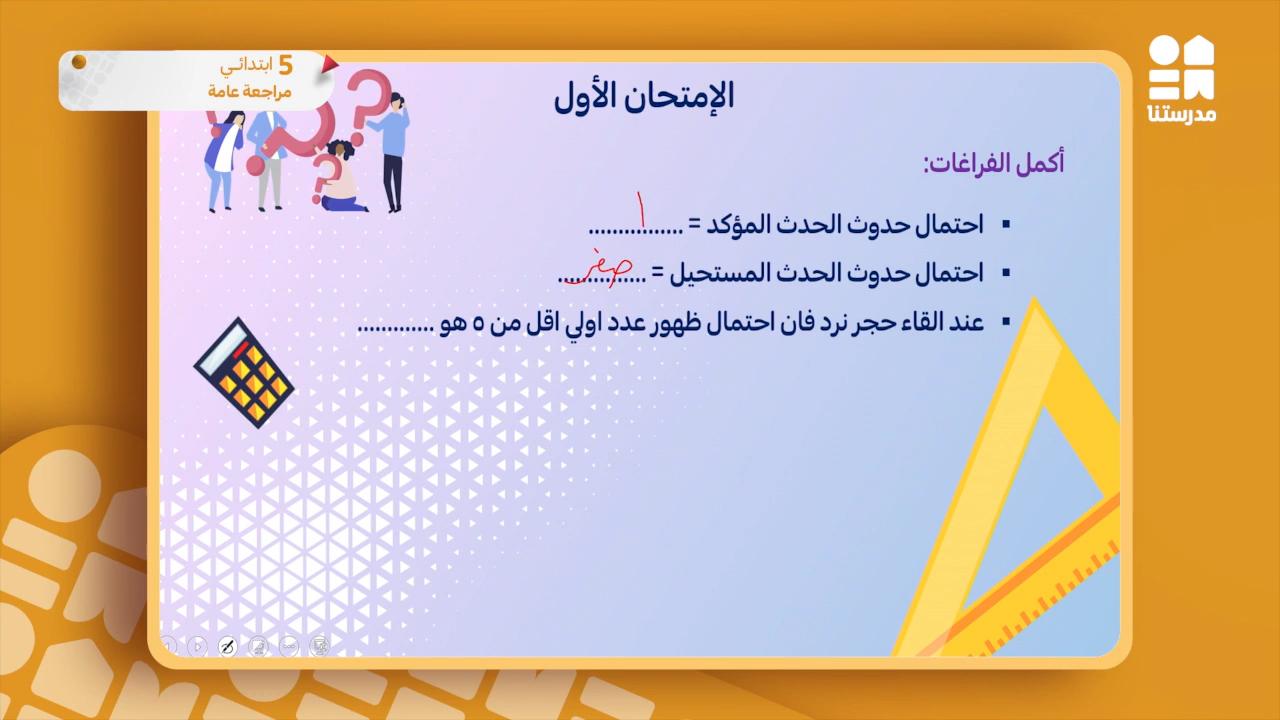 مدرستنا
5 ابتدائي
مراجعة عامة
الإمتحان الأول
أكمل الفراغات:
▪ احتمال حدوث الحدث المؤكد = ......١..........
▪ احتمال حدوث الحدث المستحيل = ....صفر...........
▪ عند القاء حجر نرد فان احتمال ظهور عدد اولي اقل من ٥ هو .............